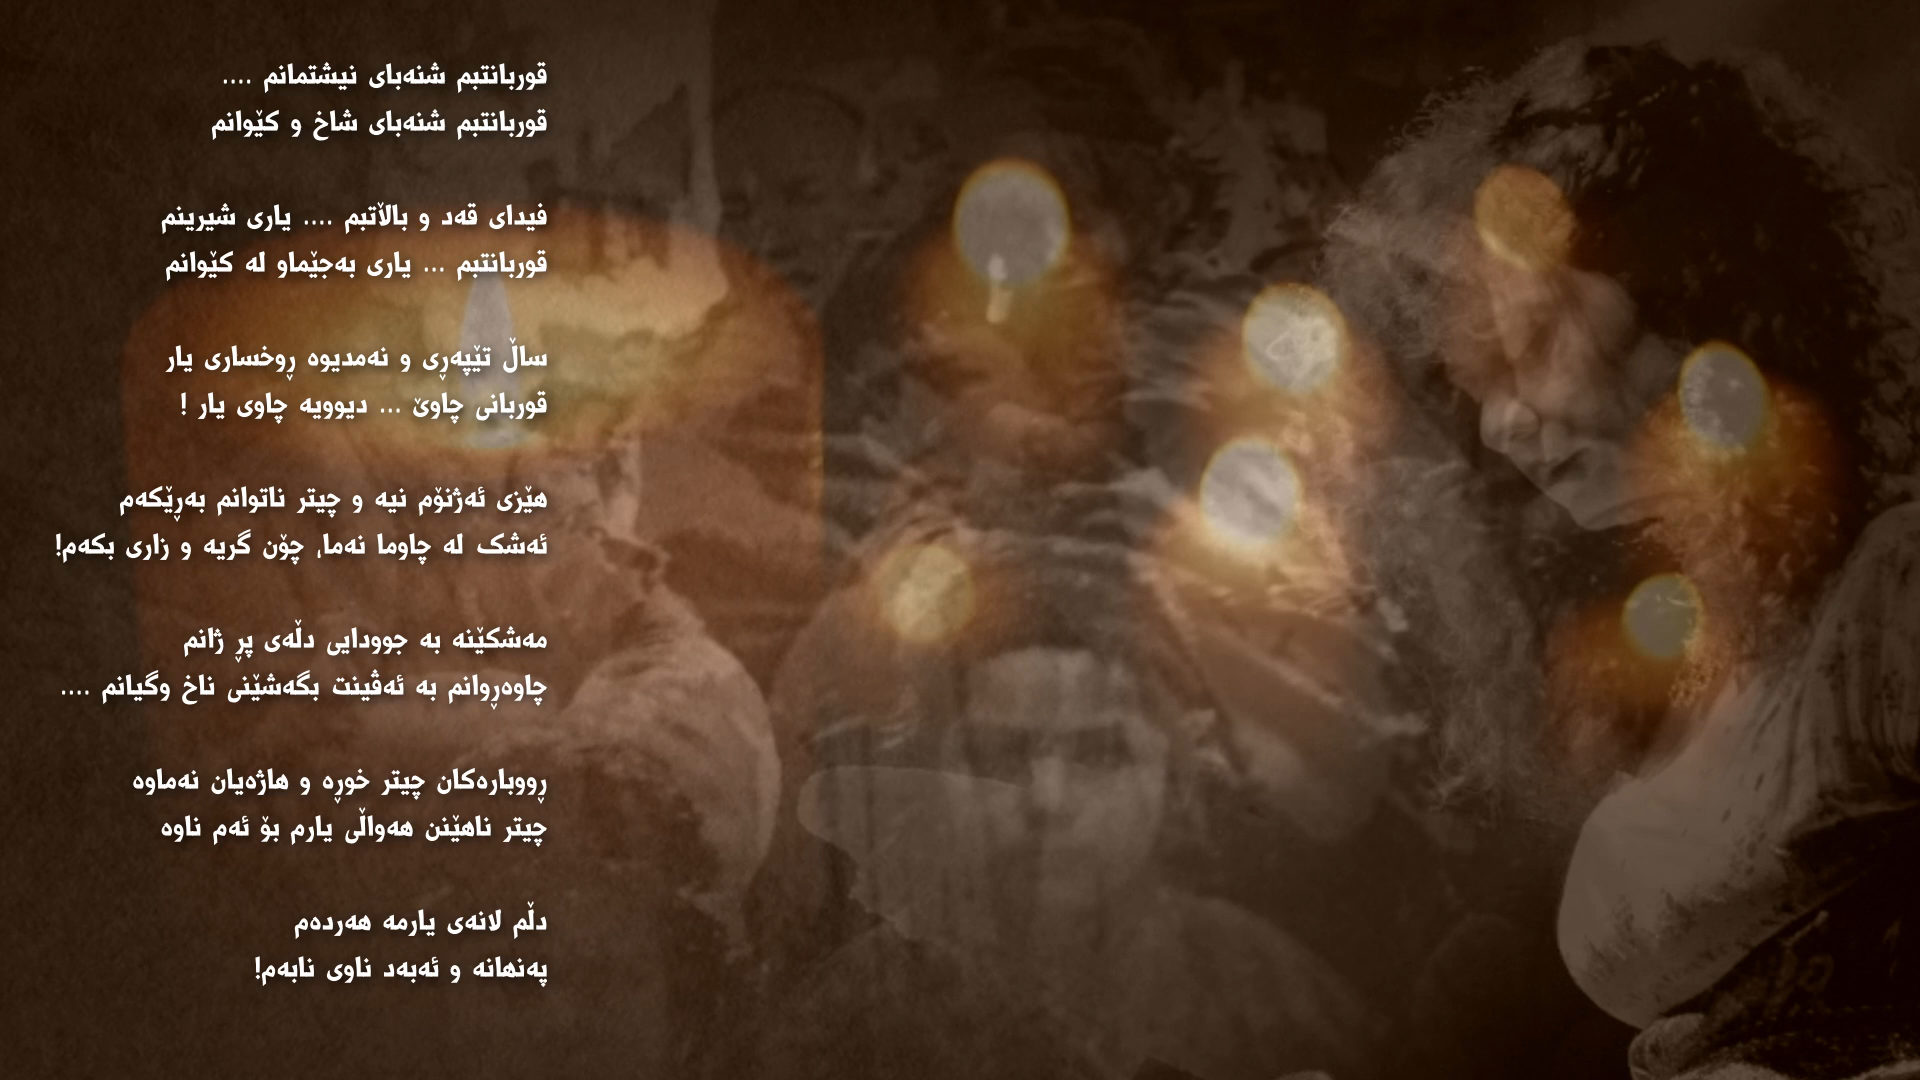 قوربانتبم شنەبای نیشتمانم ....
قوربانتبم شنەبای شاخ و کێوانم
فیدای قەد و باڵاتبم .... یاری شیرینم
قوربانتبم ... یاری بەجێماو لە کێوانم
ساڵ تێپەڕی و نەمدیوە ڕوخساری یار
قوربانی چاوێ ... دیوویە چاوی یار !
هێزی ئەژنۆم نیە و چیتر ناتوانم بەڕێکەم
ئەشک لە چاوما نەما، چۆن گریە و زاری بکەم!
مەشکێنە بە جوودایی دڵەی پڕ ژانم
چاوەڕوانم بە ئەڤینت بگەشێنی ناخ وگیانم ....
ڕووبارەکان چیتر خوڕە و هاژەیان نەماوە
چیتر ناهێنن هەواڵی یارم بۆ ئەم ناوە
دڵم لانەی یارمە هەردەم
پەنهانە و ئەبەد ناوی نابەم!